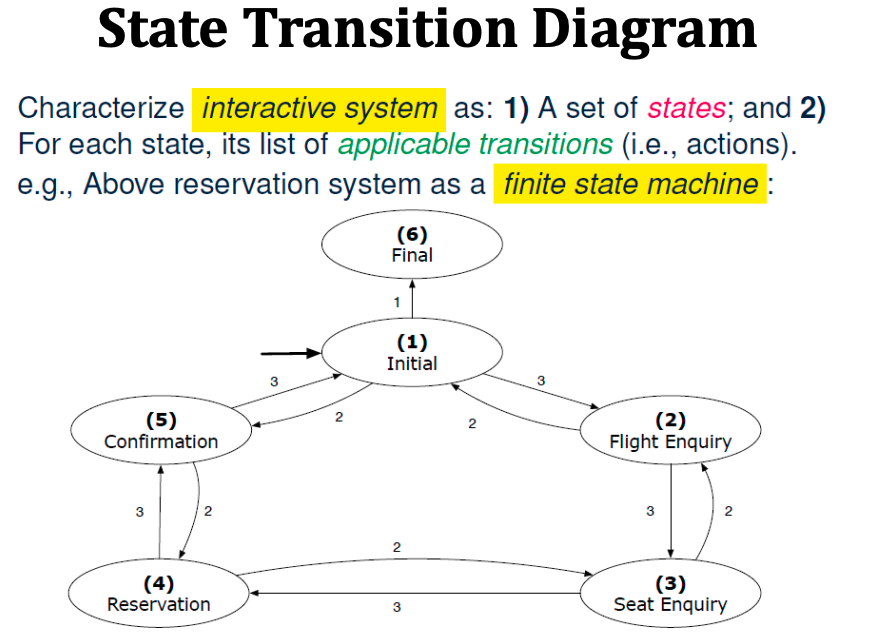 State Transition Diagram
Characterize interactive system as: 1) A set of states; and 2)
For each state, its list of applicable transitions (i.e., actions).
e.g., Above reservation system as a finite state machine:
(6)
Final
1
(1)
Initial
3
3
2
2
(5)
Confirmation
(2)
Flight Enquiry
3
2
3
2
2
(4)
Reservation
(3)
Seat Enquiry
3